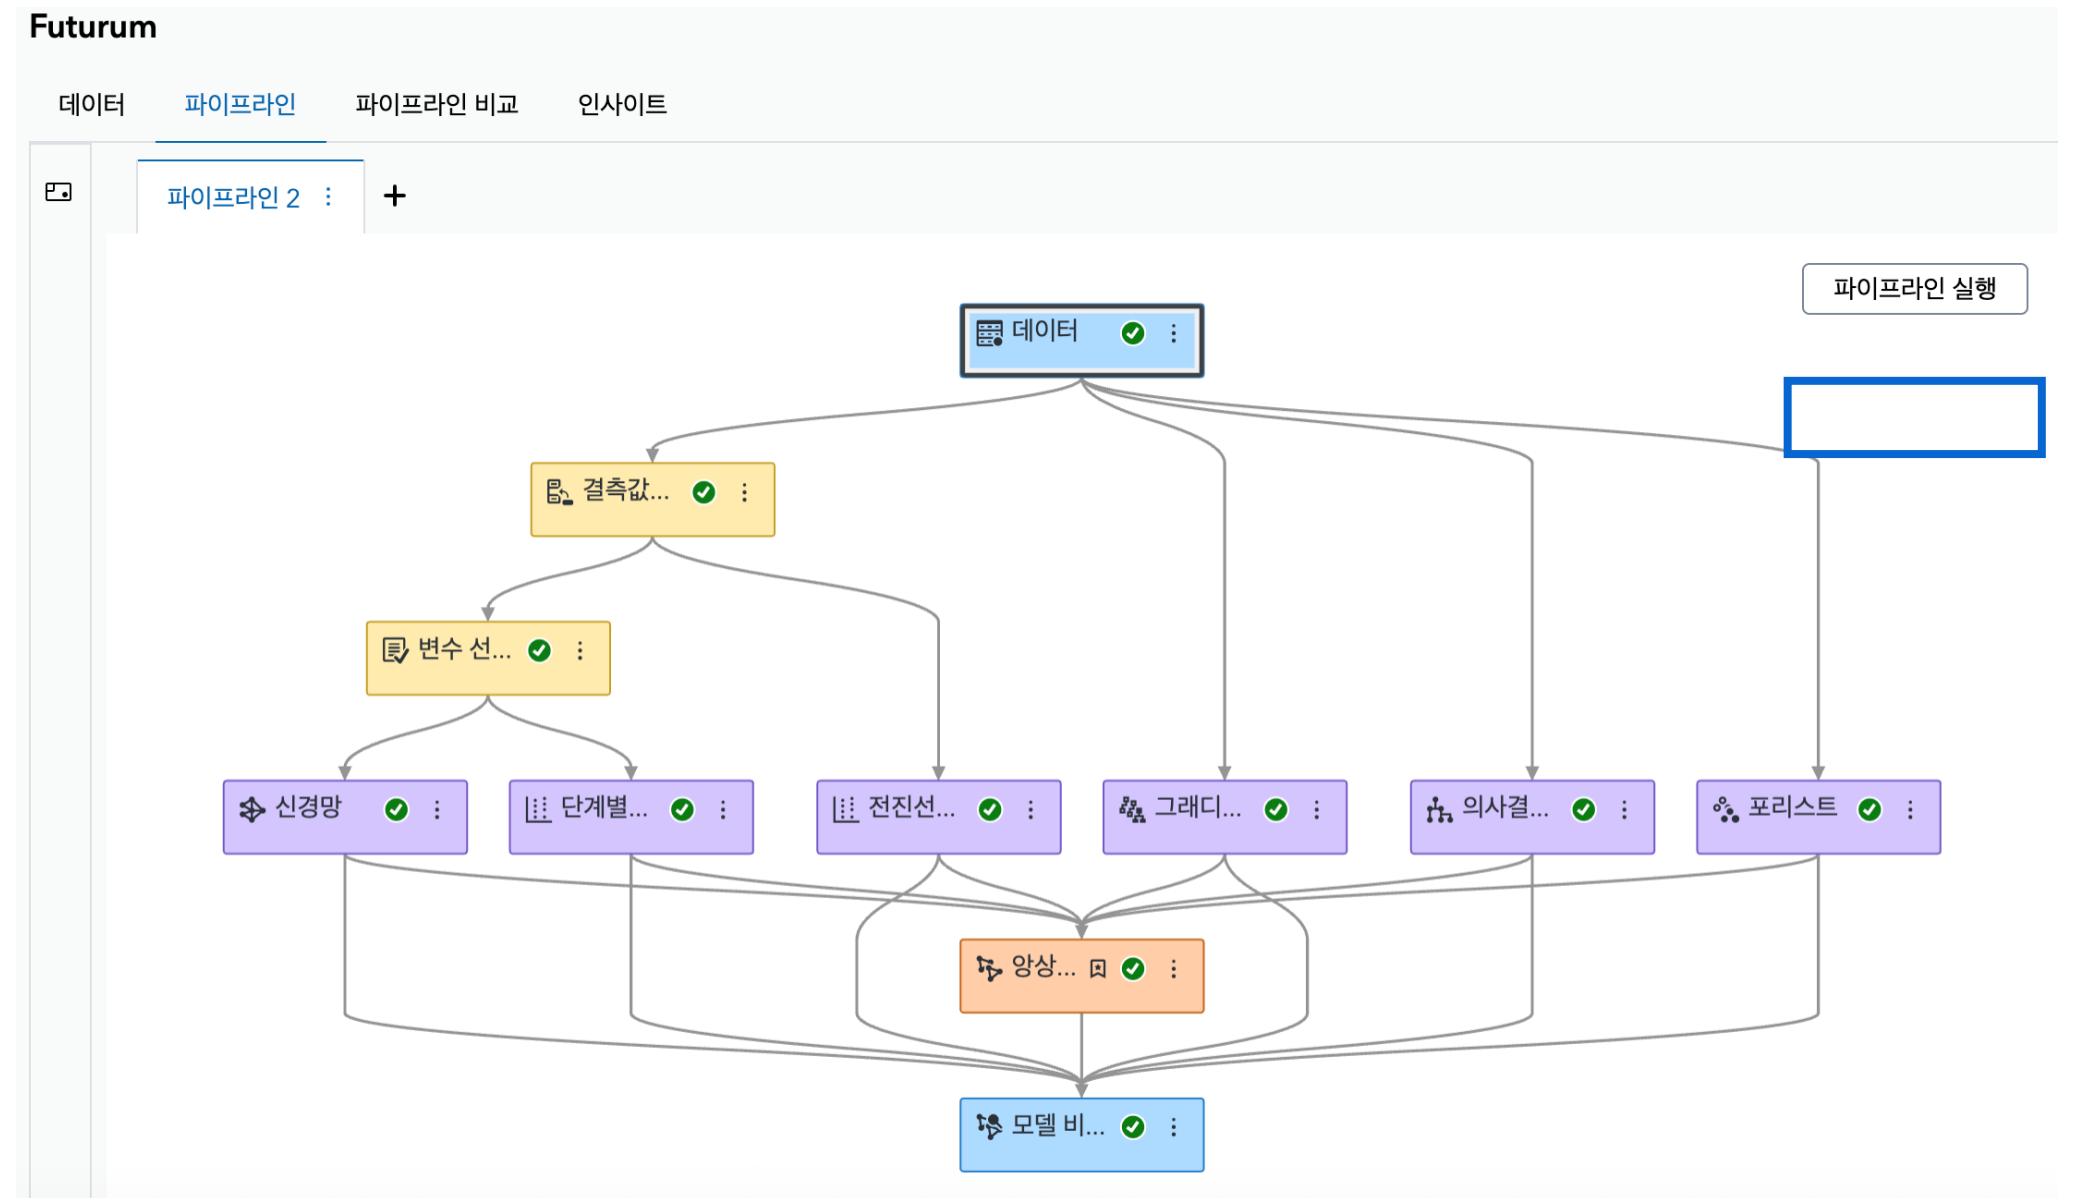 Futurum
데이터 파이프라인 파이프라인 비교 인사이트
파이프라인 2
파이프라인 실행
데이터
결측값...
변수 선...
신경망 단계별... 전진선... 그래디... 의사결... 포리스트
앙상...
모델 비...